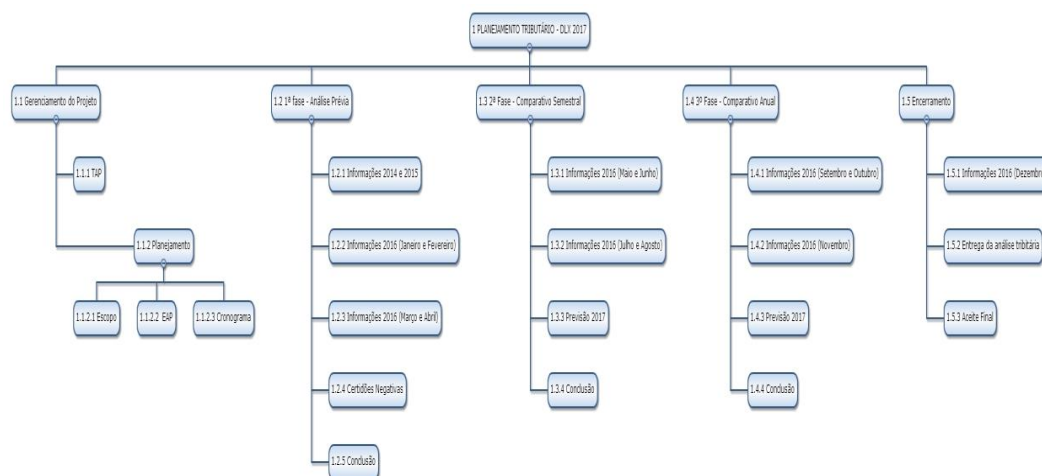 1 PLANEJAMENTO TRIBUTÁRIO - DLX 2017
1.1 Gerenciamento do Projeto
1.2 1ª fase - Análise Prévia
1.3 2ª Fase - Comparativo Semestral
1.4 3ª Fase - Comparativo Anual
1.5 Encerramento
1.1.1 TAP
1.2.1 Informações 2014 e 2015
1.3.1 Informações 2016 (Maio e Junho)
1.4.1 Informações 2016 (Setembro e Outubro)
1.5.1 Informações 2016 (Dezembro
1.1.2 Planejamento
1.2.2 Informações 2016 (Janeiro e Fevereiro)
1.3.2 Informações 2016 (Julho e Agosto)
1.4.2 Informações 2016 (Novembro)
1.5.2 Entrega da análise tribitária
1.1.2.1 Escopo
1.1.2.2 EAP
1.1.2.3 Cronograma
1.2.3 Informações 2016 (Março e Abril)
1.3.3 Previsão 2017
1.4.3 Previsão 2017
1.5.3 Aceite Final
1.2.4 Certidões Negativas
1.3.4 Conclusão
1.4.4 Conclusão
1.2.5 Conclusão